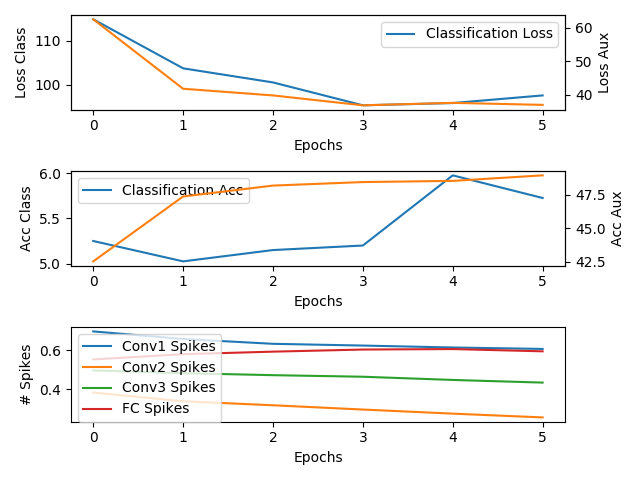 Classification Loss
Loss Class
110
100
60
50
40
Loss Aux
0 1 2 3 4 5
Epochs
Classification Acc
Acc Class
6.0
5.5
5.0
47.5
45.0
42.5
Acc Aux
0 1 2 3 4 5
Epochs
Conv1 Spikes
Conv2 Spikes
Conv3 Spikes
FC Spikes
# Spikes
0.6
0.4
0 1 2 3 4 5
Epochs